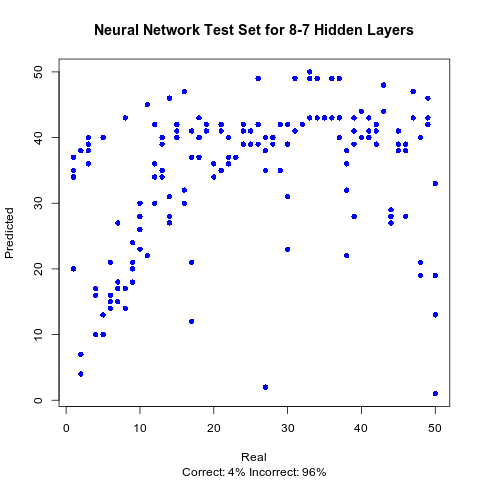 Neural Network Test Set for 8-7 Hidden Layers
Predicted
50
40
30
20
10
0
0 10 20 30 40 50
Real
Correct: 4% Incorrect: 96%